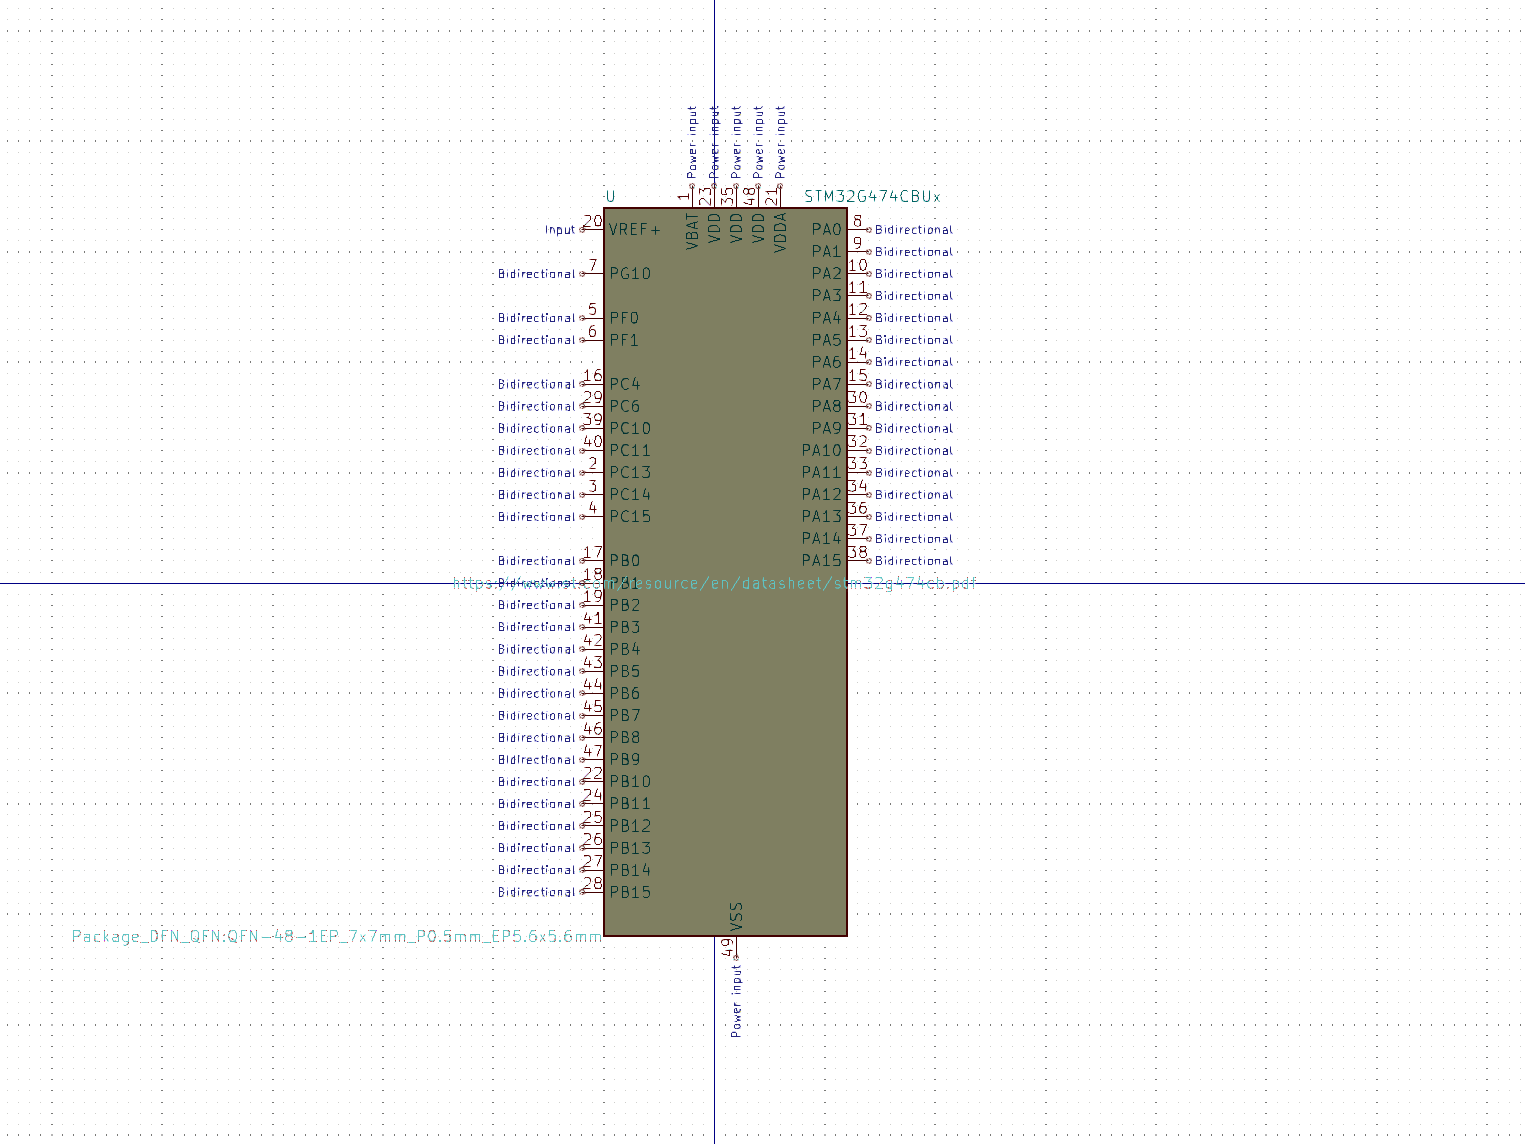 Power input
Power input
Power input
Power input
Power input
1
23
35
48
21
U
STM32G474CBUx
VBAT
VDD
VDD
VDD
VDDA
Input 20 VREF+
PA0 8 Bidirectional
PA1 9 Bidirectional
Bidirectional 7 PG10
PA2 10 Bidirectional
PA3 11 Bidirectional
Bidirectional 5 PF0
PA4 12 Bidirectional
Bidirectional 6 PF1
PA5 13 Bidirectional
PA6 14 Bidirectional
Bidirectional 16 PC4
PA7 15 Bidirectional
Bidirectional 29 PC6
PA8 30 Bidirectional
Bidirectional 39 PC10
PA9 31 Bidirectional
Bidirectional 40 PC11
PA10 32 Bidirectional
Bidirectional 2 PC13
PA11 33 Bidirectional
Bidirectional 3 PC14
PA12 34 Bidirectional
Bidirectional 4 PC15
PA13 36 Bidirectional
PA14 37 Bidirectional
Bidirectional 17 PB0
PA15 38 Bidirectional
Bidirectional 18 PB1
https://www.st.com/resource/en/datasheet/stm32g474cb.pdf
Bidirectional 19 PB2
Bidirectional 41 PB3
Bidirectional 42 PB4
Bidirectional 43 PB5
Bidirectional 44 PB6
Bidirectional 45 PB7
Bidirectional 46 PB8
Bidirectional 47 PB9
Bidirectional 22 PB10
Bidirectional 24 PB11
Bidirectional 25 PB12
Bidirectional 26 PB13
Bidirectional 27 PB14
Bidirectional 28 PB15
VSS
Package_DFN_QFN:QFN-48-1EP_7x7mm_P0.5mm_EP5.6x5.6mm
49
Power input